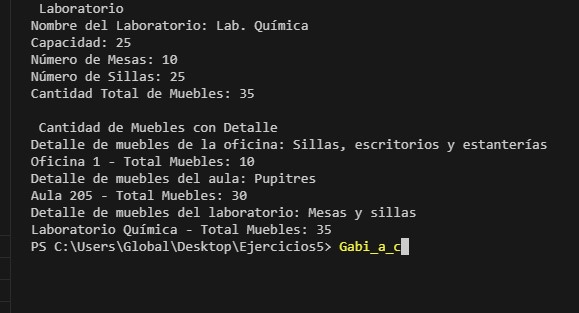 Laboratorio
Nombre del Laboratorio: Lab. Química
Capacidad: 25
Número de Mesas: 10
Número de Sillas: 25
Cantidad Total de Muebles: 35
Cantidad de Muebles con Detalle
Detalle de muebles de la oficina: Sillas, escritorios y estanterías
Oficina 1 - Total Muebles: 10
Detalle de muebles del aula: Pupitres
Aula 205 - Total Muebles: 30
Detalle de muebles del laboratorio: Mesas y sillas
Laboratorio Química - Total Muebles: 35
PS C:\Users\Global\Desktop\Ejercicios5> Gabi_a_c